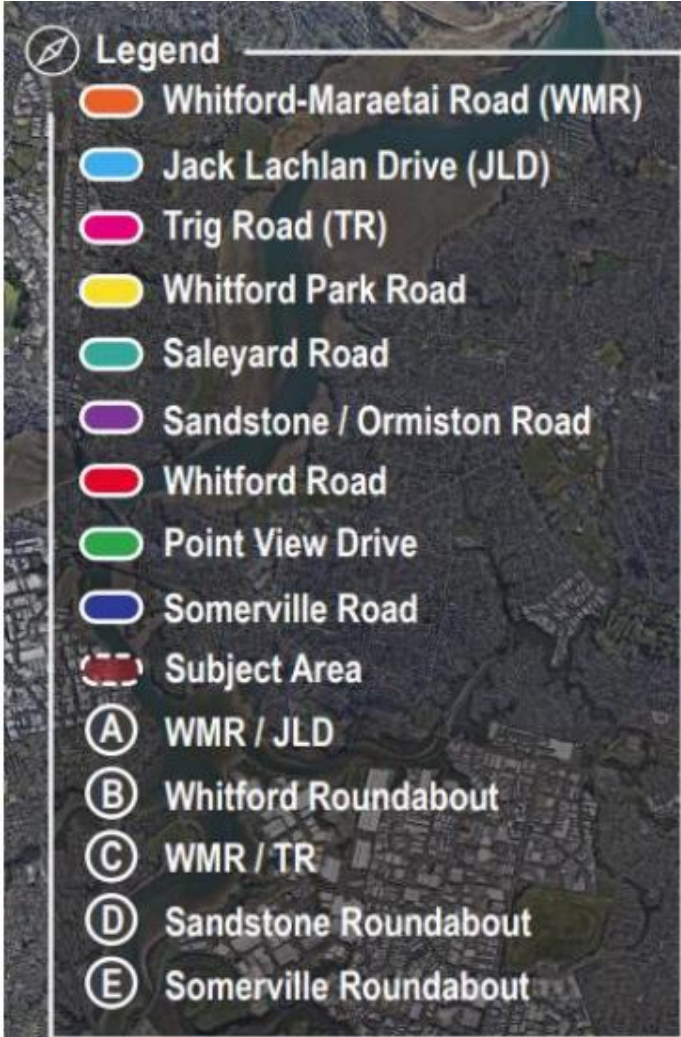 Legend
Whitford-Maraetai Road (WMR)
Jack Lachlan Drive (JLD)
Trig Road (TR)
Whitford Park Road
Saleyard Road
Sandstone / Ormiston Road
Whitford Road
Point View Drive
Somerville Road
Subject Area
A WMR / JLD
B Whitford Roundabout
C WMR / TR
D Sandstone Roundabout
E Somerville Roundabout